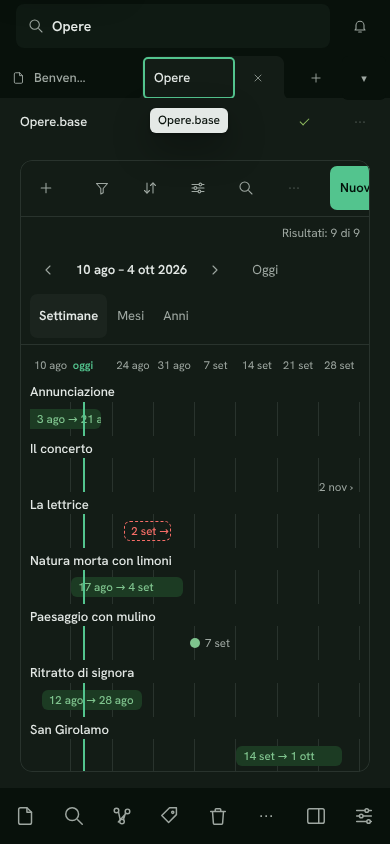 Opere
Benven...
Opere
Opere.base
Opere.base
Nuov
Risultati: 9 di 9
10 ago – 4 ott 2026
Oggi
Settimane
Mesi
Anni
10 ago oggi 24 ago 31 ago 7 set 14 set 21 set 28 set
Annunciazione
3 ago → 21 a
Il concerto
2 nov ›
La lettrice
2 set →
Natura morta con limoni
17 ago → 4 set
Paesaggio con mulino
7 set
Ritratto di signora
12 ago → 28 ago
San Girolamo
14 set → 1 ott